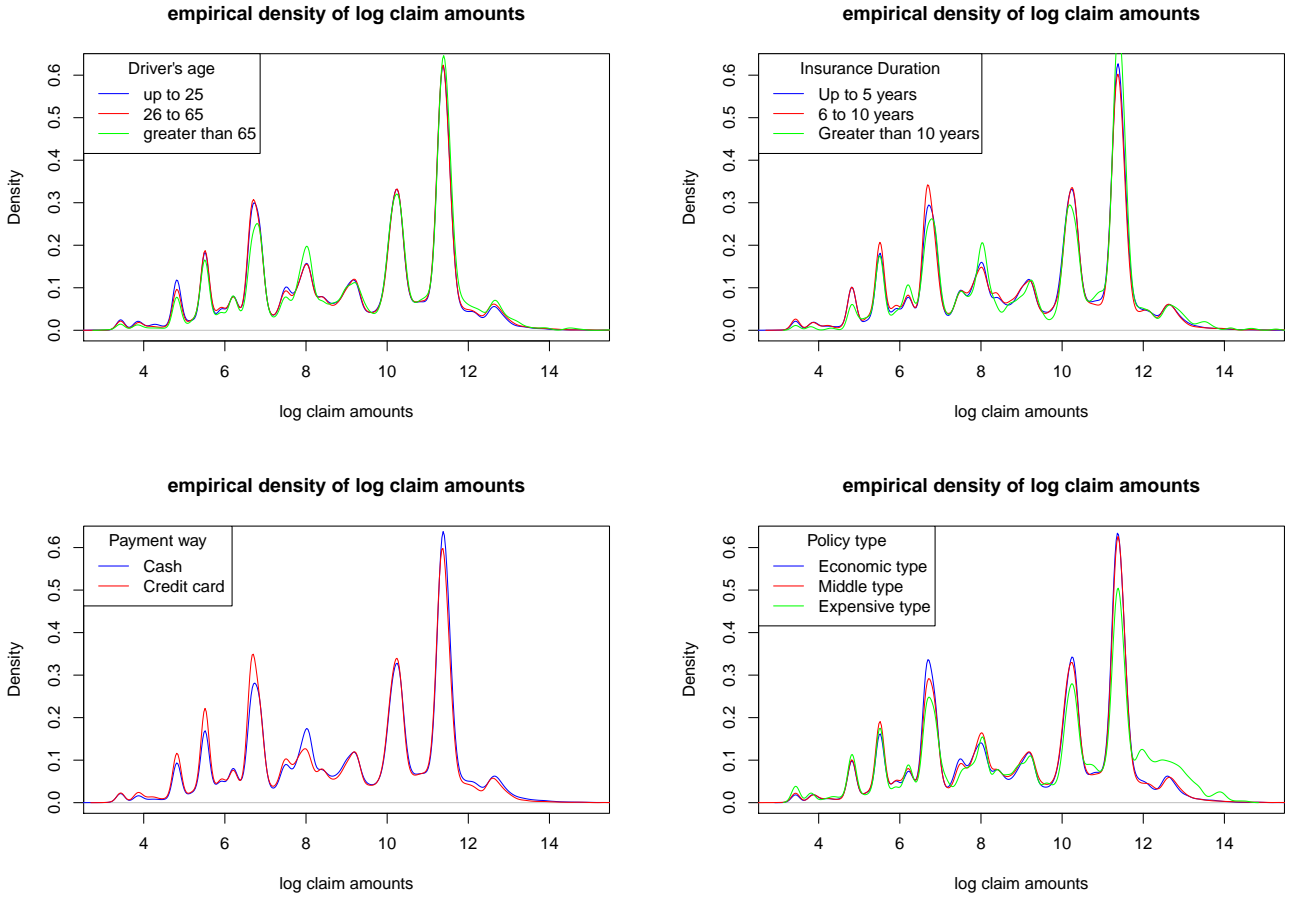 empirical density of log claim amounts
Driver's age
up to 25
26 to 65
greater than 65
Density
0.0 0.1 0.2 0.3 0.4 0.5 0.6
4 6 8 10 12 14
log claim amounts
empirical density of log claim amounts
Insurance Duration
Up to 5 years
6 to 10 years
Greater than 10 years
Density
0.0 0.1 0.2 0.3 0.4 0.5 0.6
4 6 8 10 12 14
log claim amounts
empirical density of log claim amounts
Payment way
Cash
Credit card
Density
0.0 0.1 0.2 0.3 0.4 0.5 0.6
4 6 8 10 12 14
log claim amounts
empirical density of log claim amounts
Policy type
Economic type
Middle type
Expensive type
Density
0.0 0.1 0.2 0.3 0.4 0.5 0.6
4 6 8 10 12 14
log claim amounts